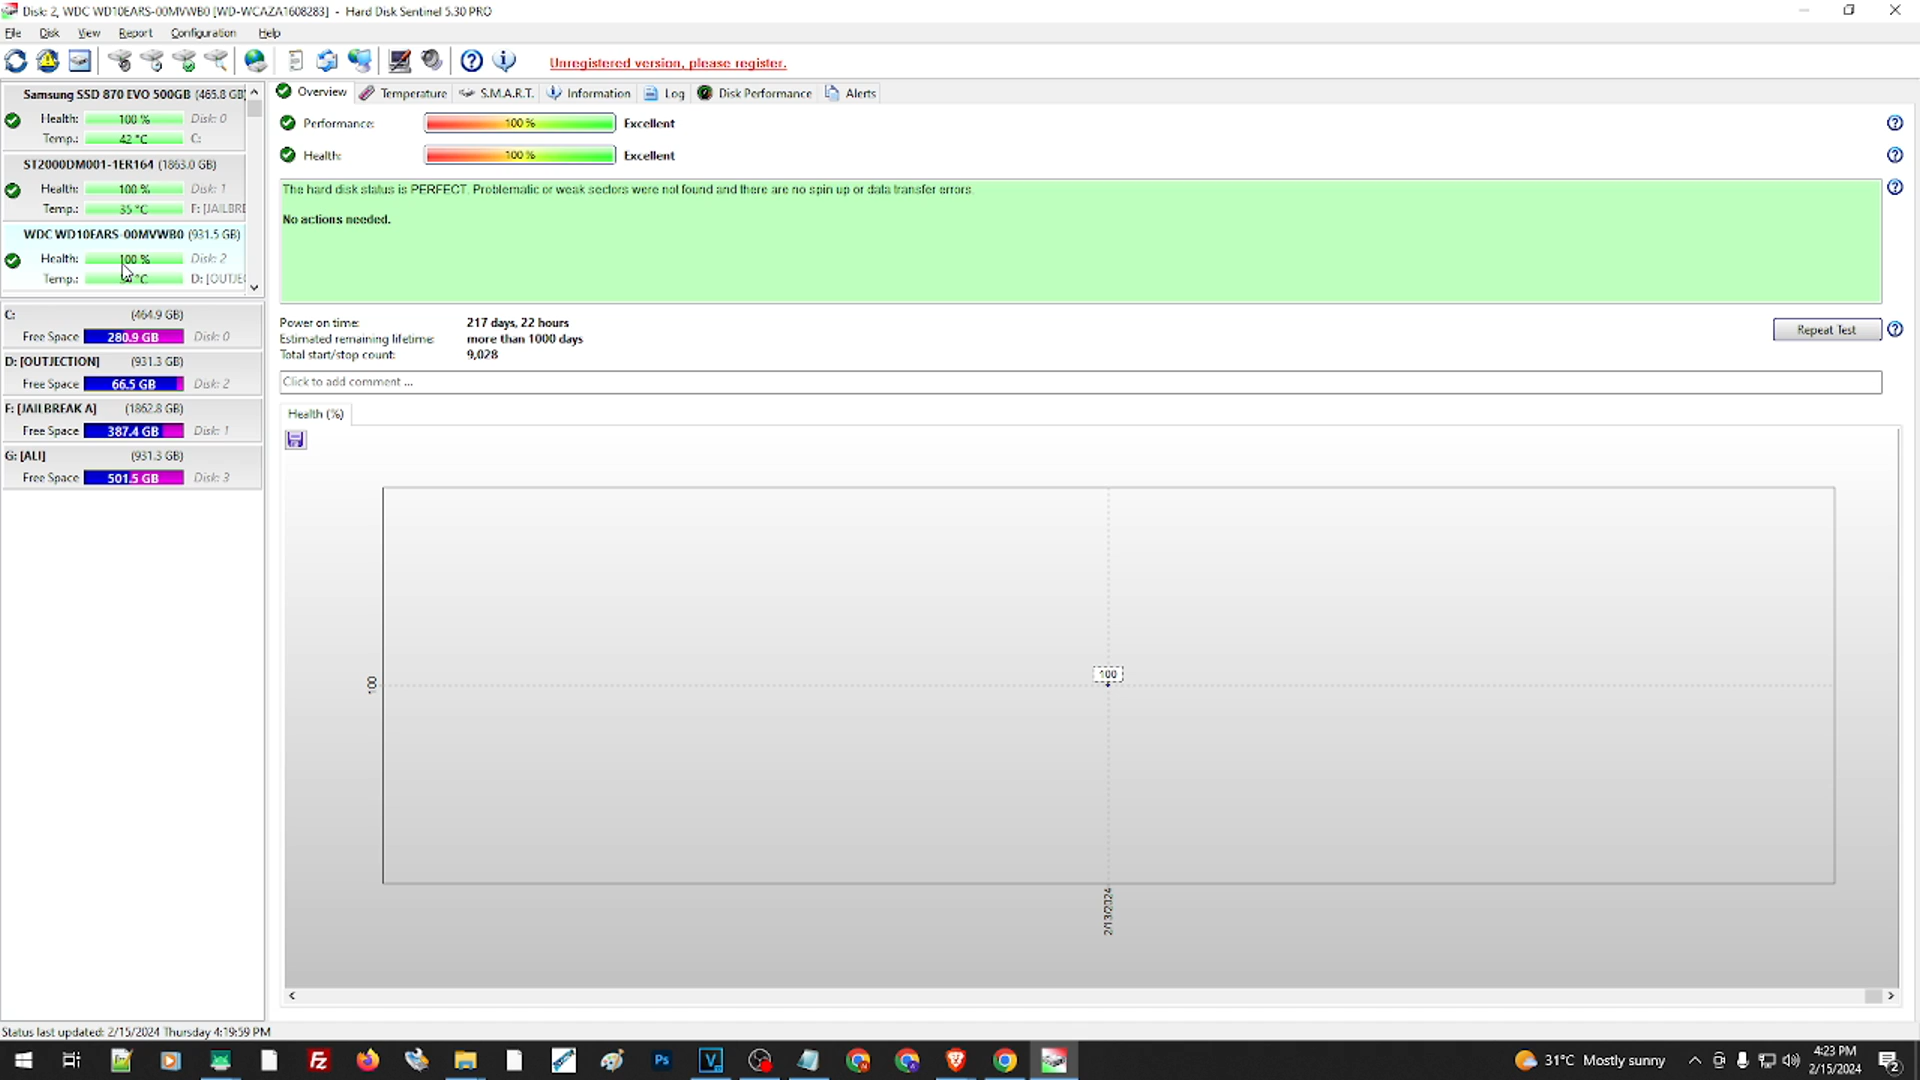 Disk: 2, WDC WD10EARS-00MVWB0 [WD-WCAZA1608283] - Hard Disk Sentinel 5.30 PRO
File Disk View Report Configuration Help
Unregistered version, please register.
Samsung SSD 870 EVO 500GB (465.8 GB)
Health: 100 % Disk: 0
Temp.: 42 °C C:
ST2000DM001-1ER164 (1863.0 GB)
Health: 100 % Disk: 1
Temp.: 35 °C F: [JAILBRE
WDC WD10EARS-00MVWB0 (931.5 GB)
Health: 100 % Disk: 2
Temp.: °C D: [OUTJE
C: (464.9 GB)
Free Space 280.9 GB Disk: 0
D: [OUTJECTION] (931.3 GB)
Free Space 66.5 GB Disk: 2
F: [JAILBREAK A] (1862.8 GB)
Free Space 387.4 GB Disk: 1
G: [ALI] (931.3 GB)
Free Space 501.5 GB Disk: 3
Overview Temperature S.M.A.R.T. Information Log Disk Performance Alerts
Performance: 100 % Excellent
Health: 100 % Excellent
The hard disk status is PERFECT. Problematic or weak sectors were not found and there are no spin up or data transfer errors.
No actions needed.
Power on time: 217 days, 22 hours
Estimated remaining lifetime: more than 1000 days
Total start/stop count: 9,028
Repeat Test
Click to add comment ...
Health (%)
100
100
2/13/2024
Status last updated: 2/15/2024 Thursday 4:19:59 PM
31°C Mostly sunny
4:23 PM
2/15/2024
2